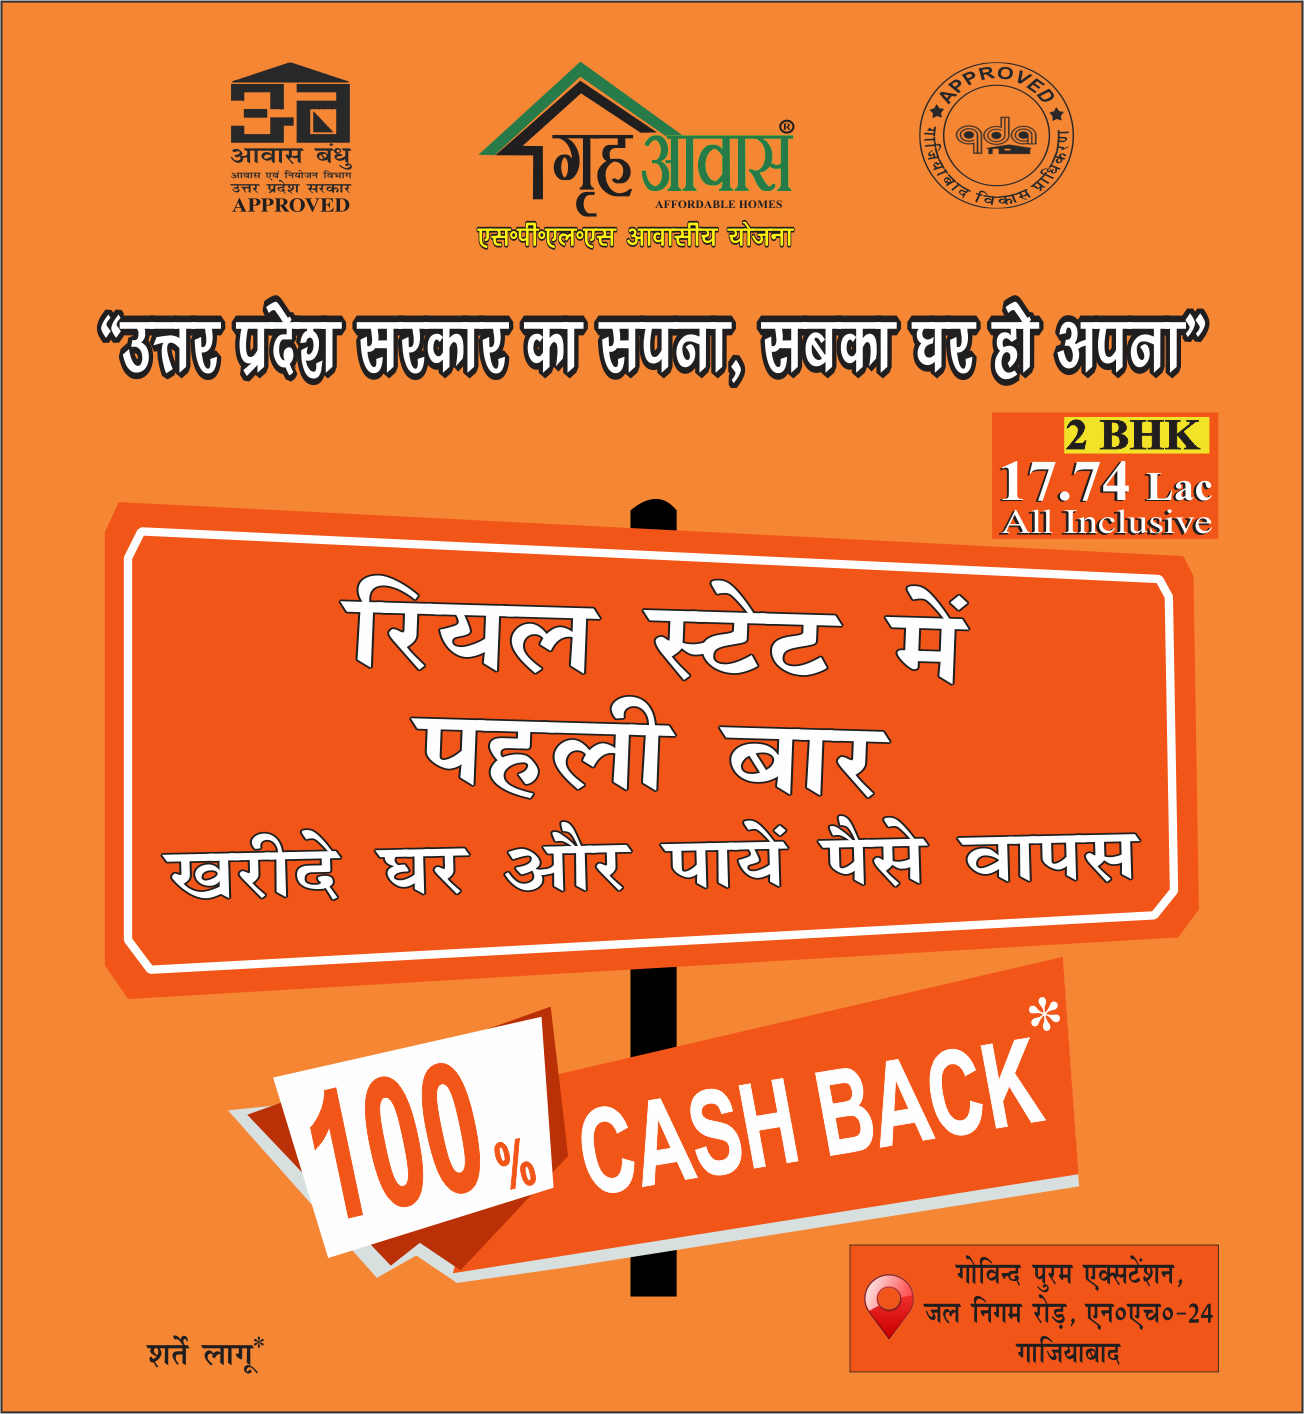 उब
आवास बंधु
आवास एवं नियोजन विभाग
उत्तर प्रदेश सरकार
APPROVED
गृह आवास®
AFFORDABLE HOMES
एस॰पी॰एल॰एस आवासीय योजना
APPROVED
gda
गाजियाबाद विकास प्राधिकरण
“उत्तर प्रदेश सरकार का सपना, सबका घर हो अपना”
2 BHK
17.74 Lac
All Inclusive
रियल स्टेट में
पहली बार
खरीदे घर और पायें पैसे वापस
100% CASH BACK*
गोविन्द पुरम एक्सटेंशन,
जल निगम रोड़, एन०एच०-24
गाजियाबाद
शर्ते लागू*